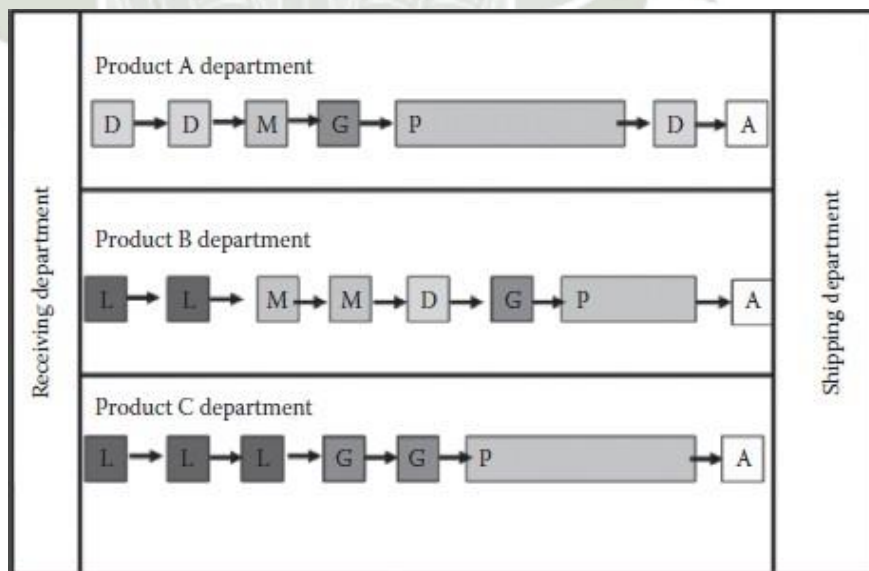 Receiving department
Product A department
D D M G P D A
Product B department
L L M M D G P A
Product C department
L L L G G P A
Shipping department